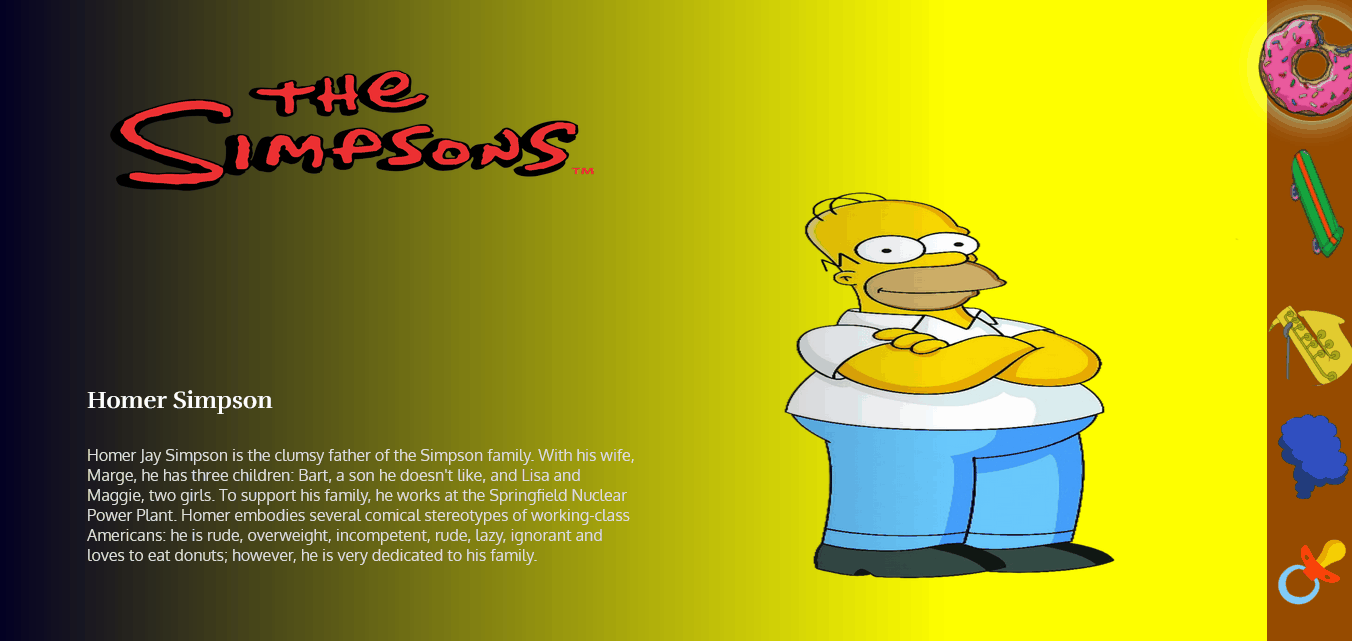 THE
SIMPSONS
TM
Homer Simpson
Homer Jay Simpson is the clumsy father of the Simpson family. With his wife,
Marge, he has three children: Bart, a son he doesn't like, and Lisa and
Maggie, two girls. To support his family, he works at the Springfield Nuclear
Power Plant. Homer embodies several comical stereotypes of working-class
Americans: he is rude, overweight, incompetent, rude, lazy, ignorant and
loves to eat donuts; however, he is very dedicated to his family.